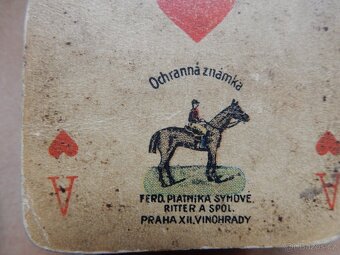 Ochranná známka
A
A
FERD. PIATNIKA SYNOVÉ
RITTER A SPOL.
PRAHA XII, VINOHRADY